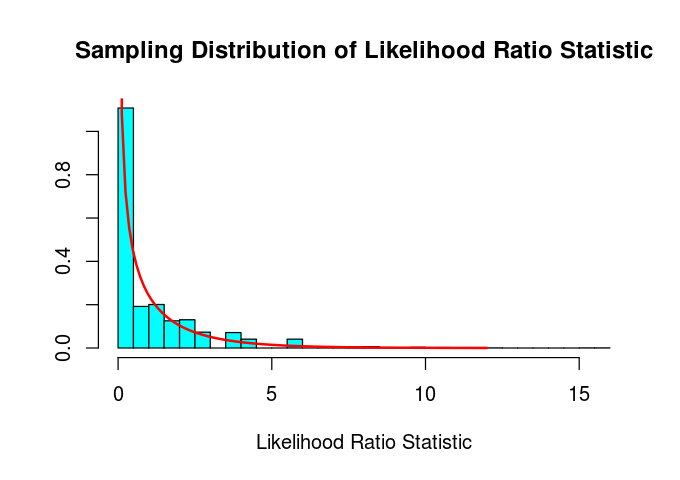 Sampling Distribution of Likelihood Ratio Statistic
0.8
0.4
0.0
0 5 10 15
Likelihood Ratio Statistic